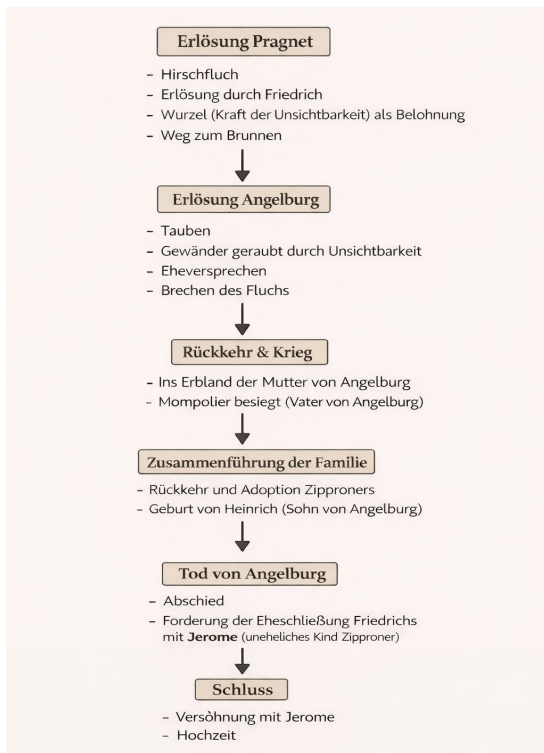 Erlösung Pragnet
- Hirschfluch
- Erlösung durch Friedrich
- Wurzel (Kraft der Unsichtbarkeit) als Belohnung
- Weg zum Brunnen
Erlösung Angelburg
- Tauben
- Gewänder geraubt durch Unsichtbarkeit
- Eheversprechen
- Brechen des Fluchs
Rückkehr & Krieg
- Ins Erbland der Mutter von Angelburg
- Mompolier besiegt (Vater von Angelburg)
Zusammenführung der Familie
- Rückkehr und Adoption Zipproners
- Geburt von Heinrich (Sohn von Angelburg)
Tod von Angelburg
- Abschied
- Forderung der Eheschließung Friedrichs
mit Jerome (uneheliches Kind Zipproner)
Schluss
- Versòhnung mit Jerome
- Hochzeit